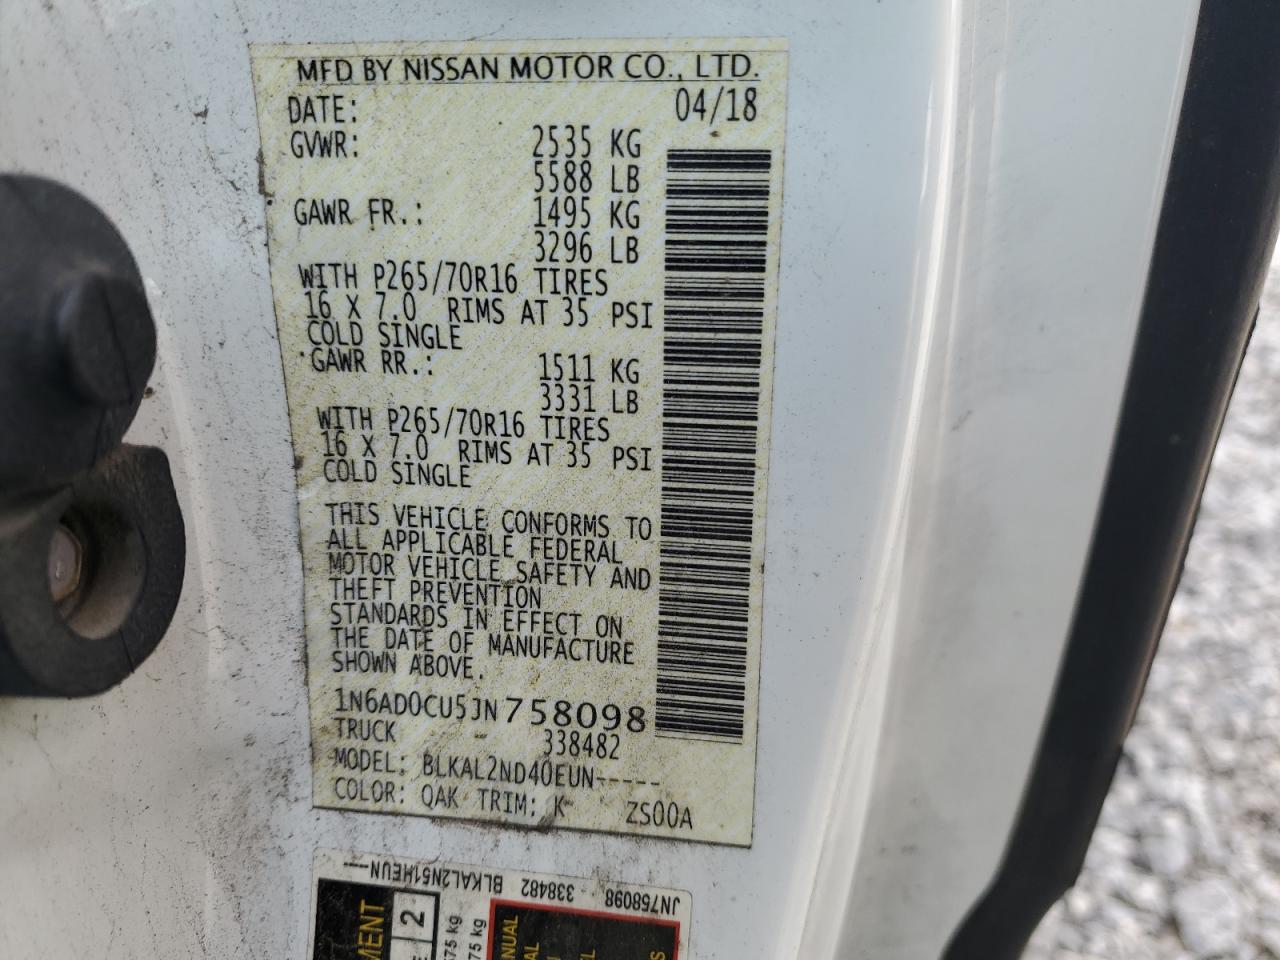 MFD BY NISSAN MOTOR CO., LTD.
DATE: 04/18
GVWR: 2535 KG
5588 LB
GAWR FR.: 1495 KG
3296 LB
WITH P265/70R16 TIRES
16 X 7.0 RIMS AT 35 PSI
COLD SINGLE
GAWR RR.: 1511 KG
3331 LB
WITH P265/70R16 TIRES
16 X 7.0 RIMS AT 35 PSI
COLD SINGLE
THIS VEHICLE CONFORMS TO
ALL APPLICABLE FEDERAL
MOTOR VEHICLE SAFETY AND
THEFT PREVENTION
STANDARDS IN EFFECT ON
THE DATE OF MANUFACTURE
SHOWN ABOVE.
1N6AD0CU5JN758098
TRUCK - 338482
MODEL: BLKAL2ND40EUN-----
COLOR: QAK TRIM: K ZS00A
JN758098 338482 BLKAL2N51HEUN----
2